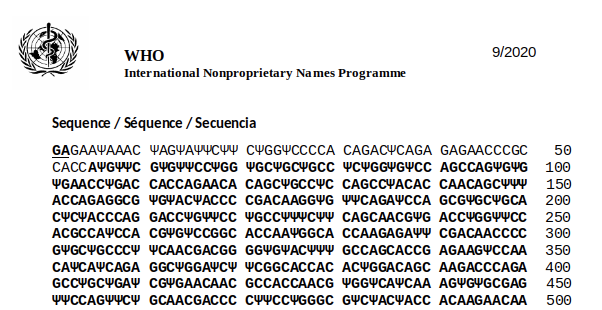 WHO
9/2020
International Nonproprietary Names Programme
Sequence / Séquence / Secuencia
GAGAAΨAAAC ΨAGΨAΨΨCΨΨ CΨGGΨCCCCA CAGACΨCAGA GAGAACCCGC 50
CACCAΨGΨΨC GΨGΨΨCCΨGG ΨGCΨGCΨGCC ΨCΨGGΨGΨCC AGCCAGΨGΨG 100
ΨGAACCΨGAC CACCAGAACA CAGCΨGCCΨC CAGCCΨACAC CAACAGCΨΨΨ 150
ACCAGAGGCG ΨGΨACΨACCC CGACAAGGΨG ΨΨCAGAΨCCA GCGΨGCΨGCA 200
CΨCΨACCCAG GACCΨGΨΨCC ΨGCCΨΨΨCΨΨ CAGCAACGΨG ACCΨGGΨΨCC 250
ACGCCAΨCCA CGΨGΨCCGGC ACCAAΨGGCA CCAAGAGAΨΨ CGACAACCCC 300
GΨGCΨGCCCΨ ΨCAACGACGG GGΨGΨACΨΨΨ GCCAGCACCG AGAAGΨCCAA 350
CAΨCAΨCAGA GGCΨGGAΨCΨ ΨCGGCACCAC ACΨGGACAGC AAGACCCAGA 400
GCCΨGCΨGAΨ CGΨGAACAAC GCCACCAACG ΨGGΨCAΨCAA AGΨGΨGCGAG 450
ΨΨCCAGΨΨCΨ GCAACGACCC CΨΨCCΨGGGC GΨCΨACΨACC ACAAGAACAA 500